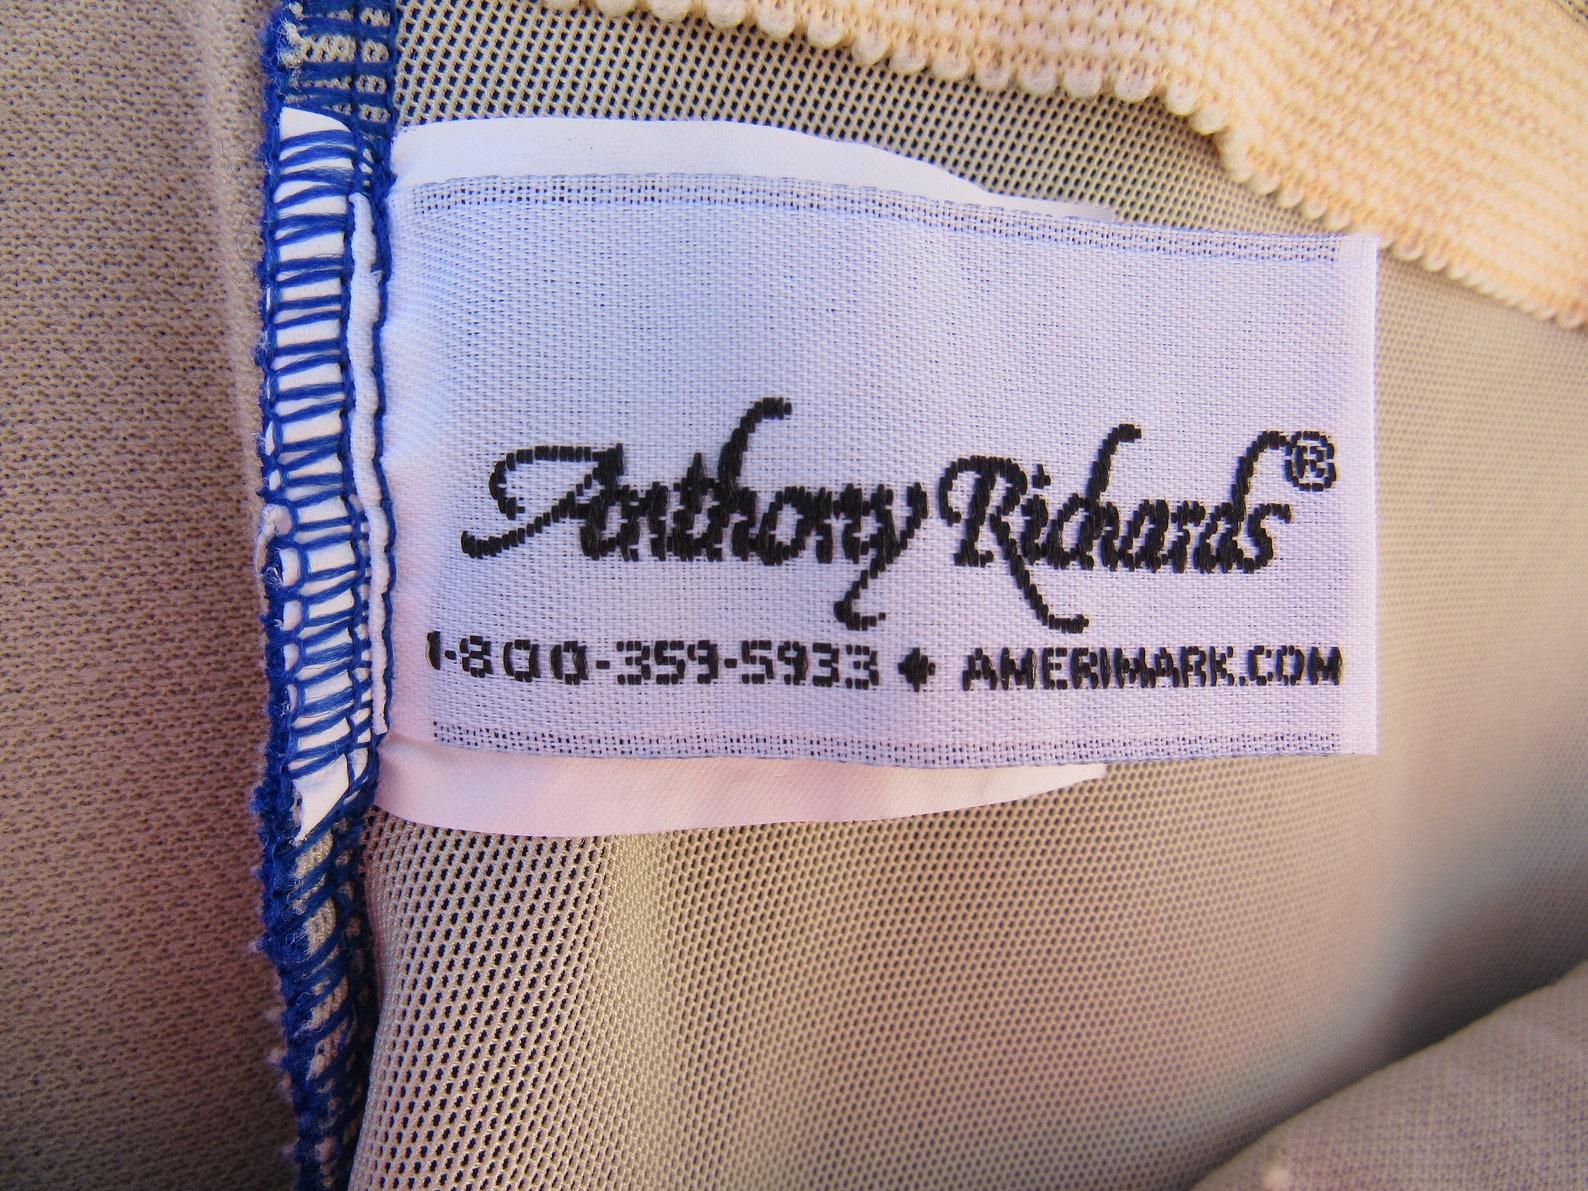 Anthony Richards®
1-800-359-5933 ♦ AMERIMARK.COM